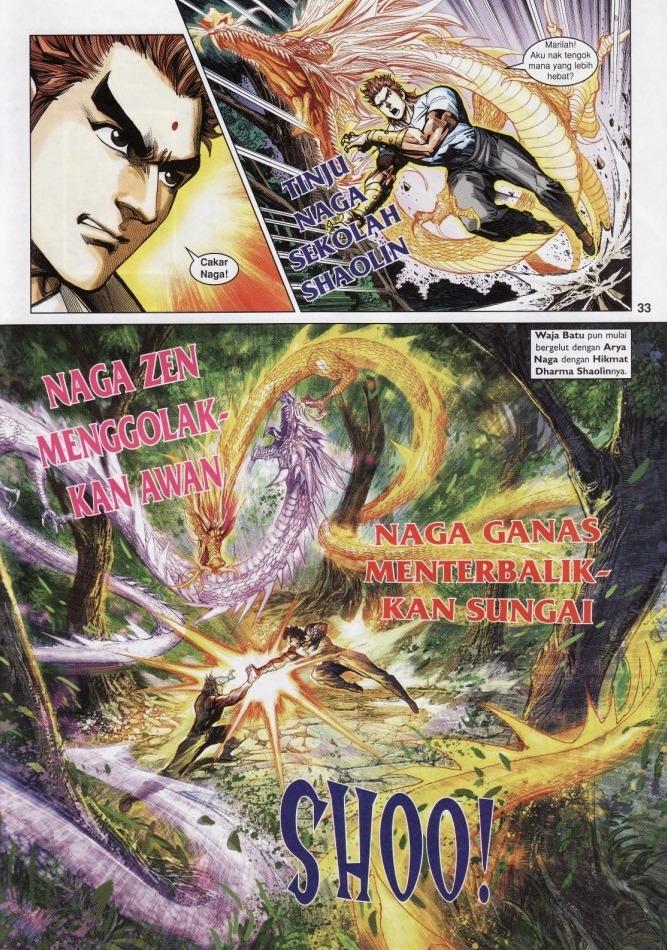 Cakar
Naga!
Marilah!
Aku nak tengok
mana yang lebih
hebat?
TINJU
NAGA
SEKOLAH
SHAOLIN
33
Waja Batu pun mulai
bergelut dengan Arya
Naga dengan Hikmat
Dharma Shaolinnya.
NAGA ZEN
MENGGOLAK-
KAN AWAN
NAGA GANAS
MENTERBALIK-
KAN SUNGAI
SHOO!